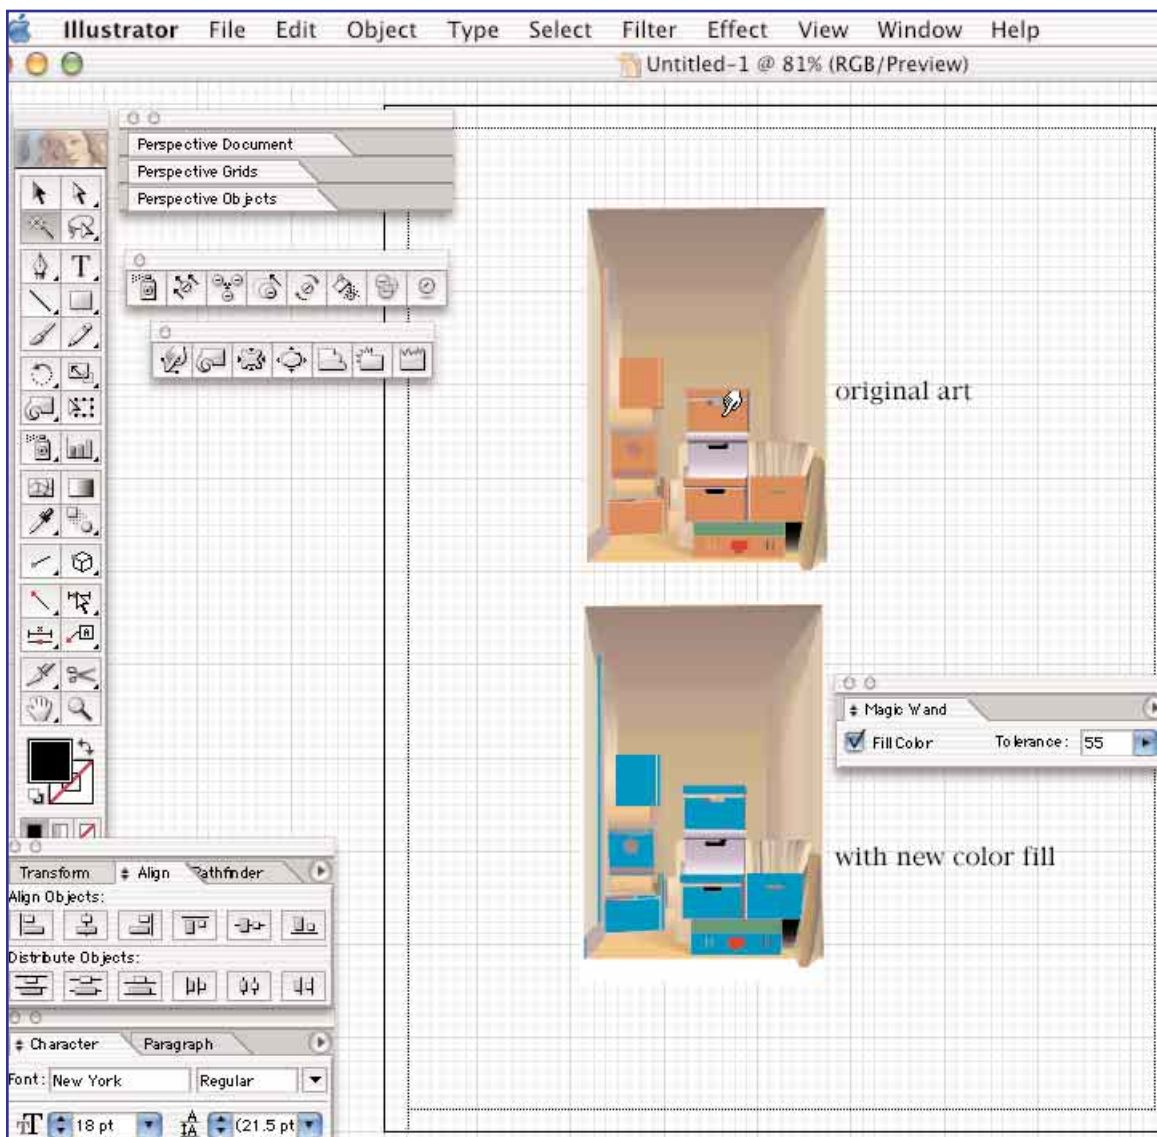 Illustrator File Edit Object Type Select Filter Effect View Window Help
Untitled-1 @ 81% (RGB/Preview)
Perspective Document
Perspective Grids
Perspective Objects
T
original art
Magic Wand
Fill Color Tolerance: 55
with new color fill
Transform Align Pathfinder
Align Objects:
Distribute Objects:
Character Paragraph
Font: New York Regular
18 pt (21.5 pt